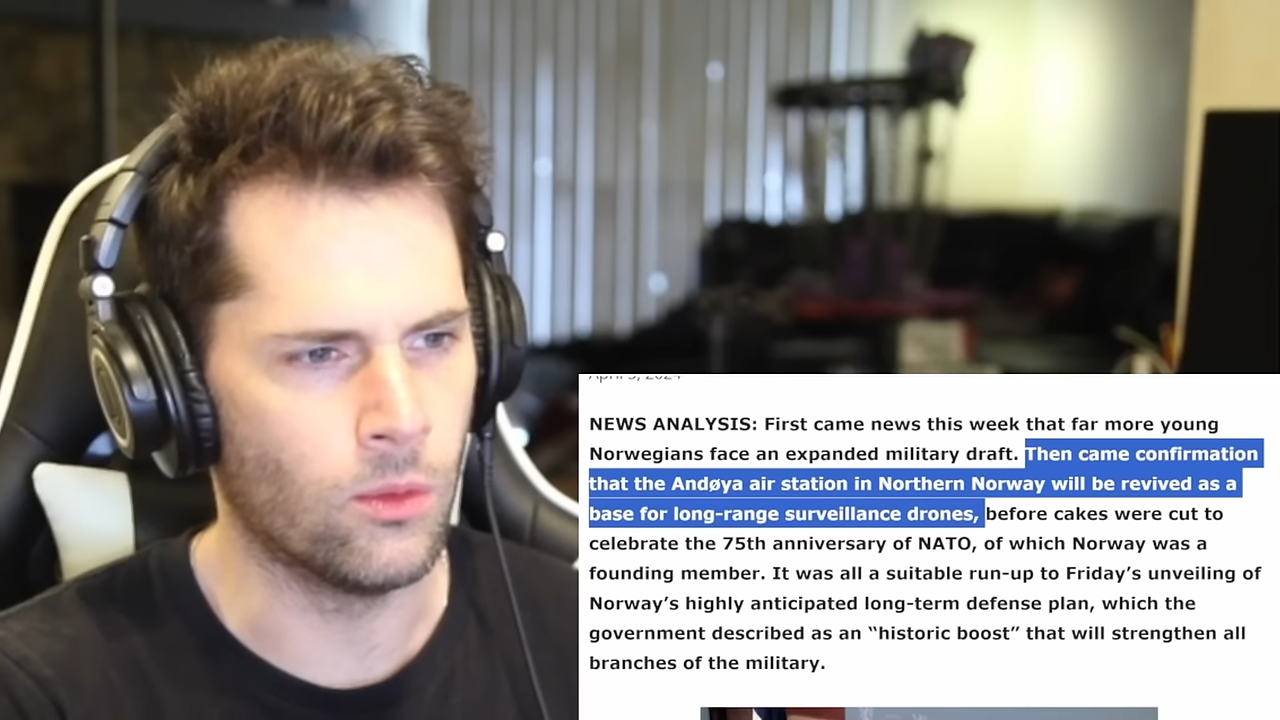 NEWS ANALYSIS: First came news this week that far more young
Norwegians face an expanded military draft. Then came confirmation
that the Andøya air station in Northern Norway will be revived as a
base for long-range surveillance drones, before cakes were cut to
celebrate the 75th anniversary of NATO, of which Norway was a
founding member. It was all a suitable run-up to Friday’s unveiling of
Norway’s highly anticipated long-term defense plan, which the
government described as an “historic boost” that will strengthen all
branches of the military.